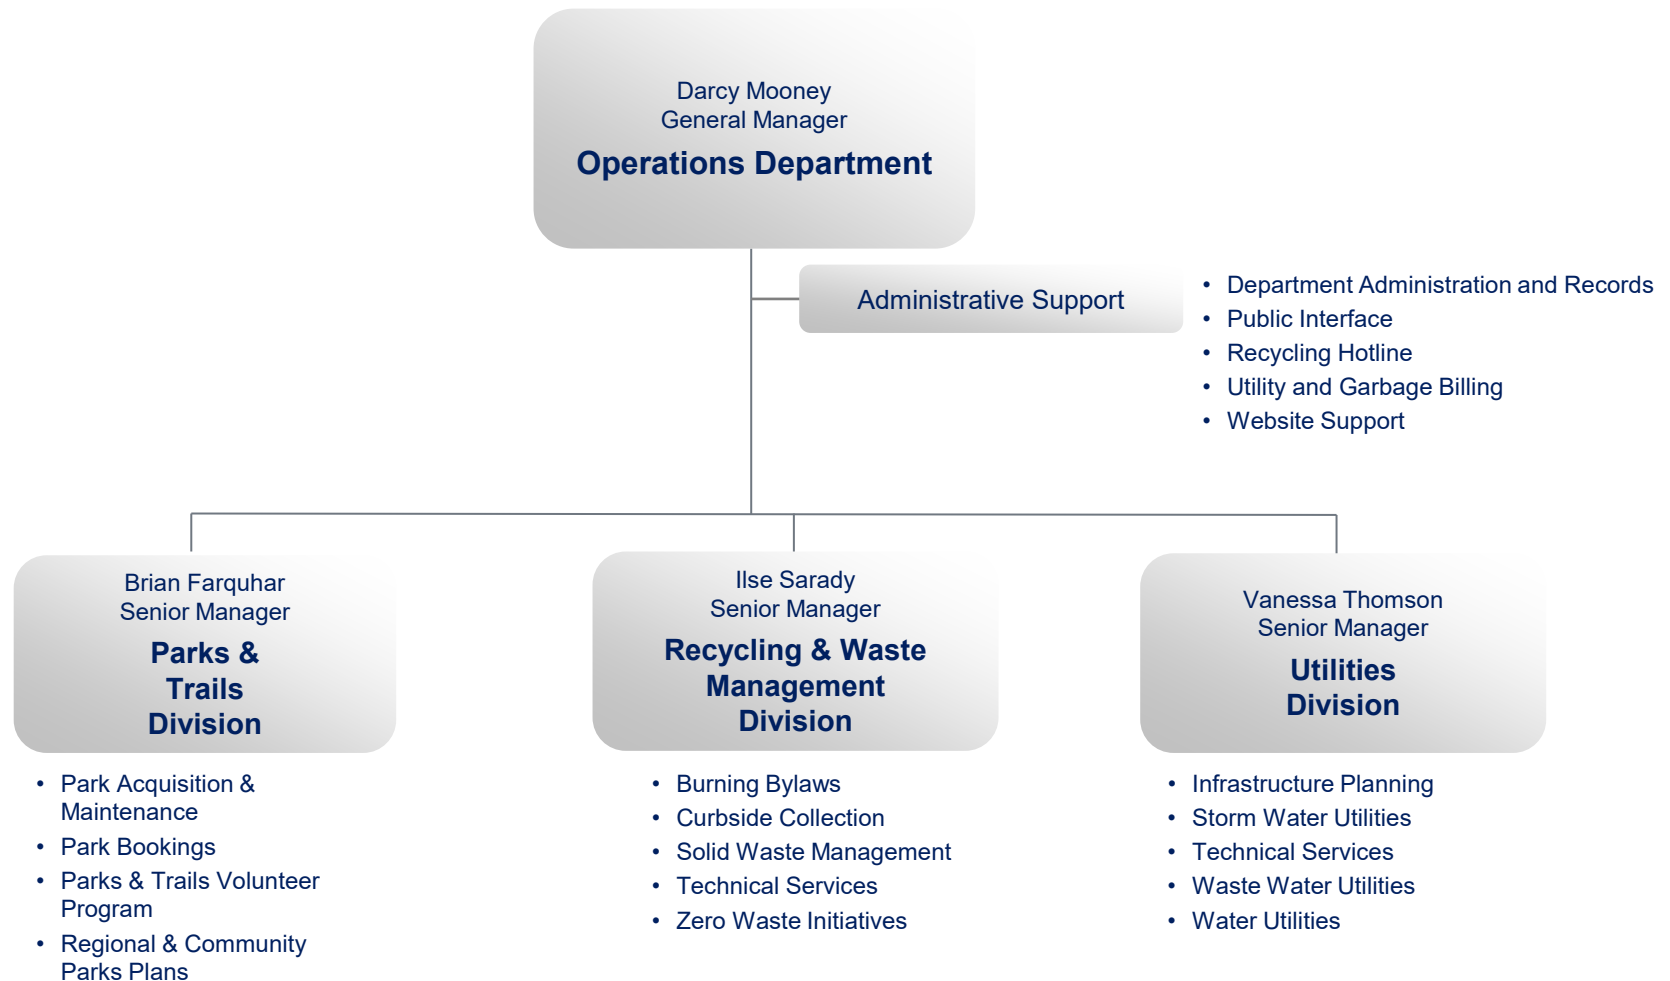 Darcy Mooney
General Manager
Operations Department
Administrative Support
• Department Administration and Records
• Public Interface
• Recycling Hotline
• Utility and Garbage Billing
• Website Support
Brian Farquhar
Senior Manager
Parks &
Trails
Division
• Park Acquisition &
Maintenance
• Park Bookings
• Parks & Trails Volunteer
Program
• Regional & Community
Parks Plans
Ilse Sarady
Senior Manager
Recycling & Waste
Management
Division
• Burning Bylaws
• Curbside Collection
• Solid Waste Management
• Technical Services
• Zero Waste Initiatives
Vanessa Thomson
Senior Manager
Utilities
Division
• Infrastructure Planning
• Storm Water Utilities
• Technical Services
• Waste Water Utilities
• Water Utilities